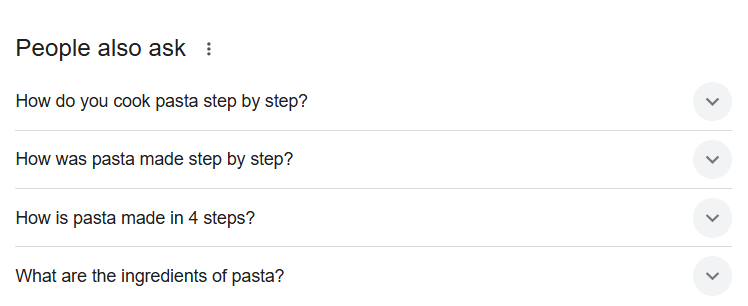 People also ask
How do you cook pasta step by step?
How was pasta made step by step?
How is pasta made in 4 steps?
What are the ingredients of pasta?